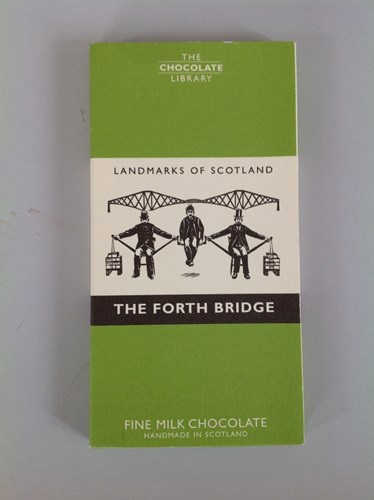 THE
CHOCOLATE
LIBRARY
LANDMARKS OF SCOTLAND
THE FORTH BRIDGE
FINE MILK CHOCOLATE
HANDMADE IN SCOTLAND